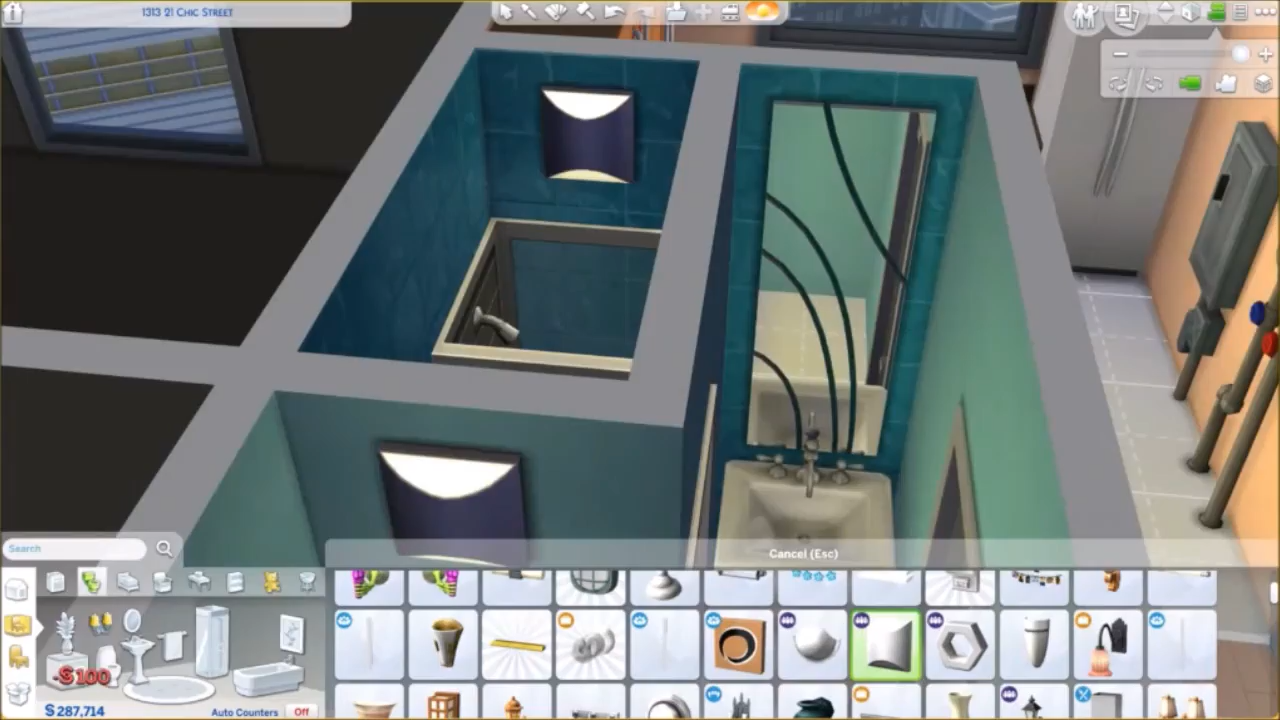 1313 21 CHIC STREET
Cancel (Esc)
Search
-$100
$287,714
Auto Counters Off